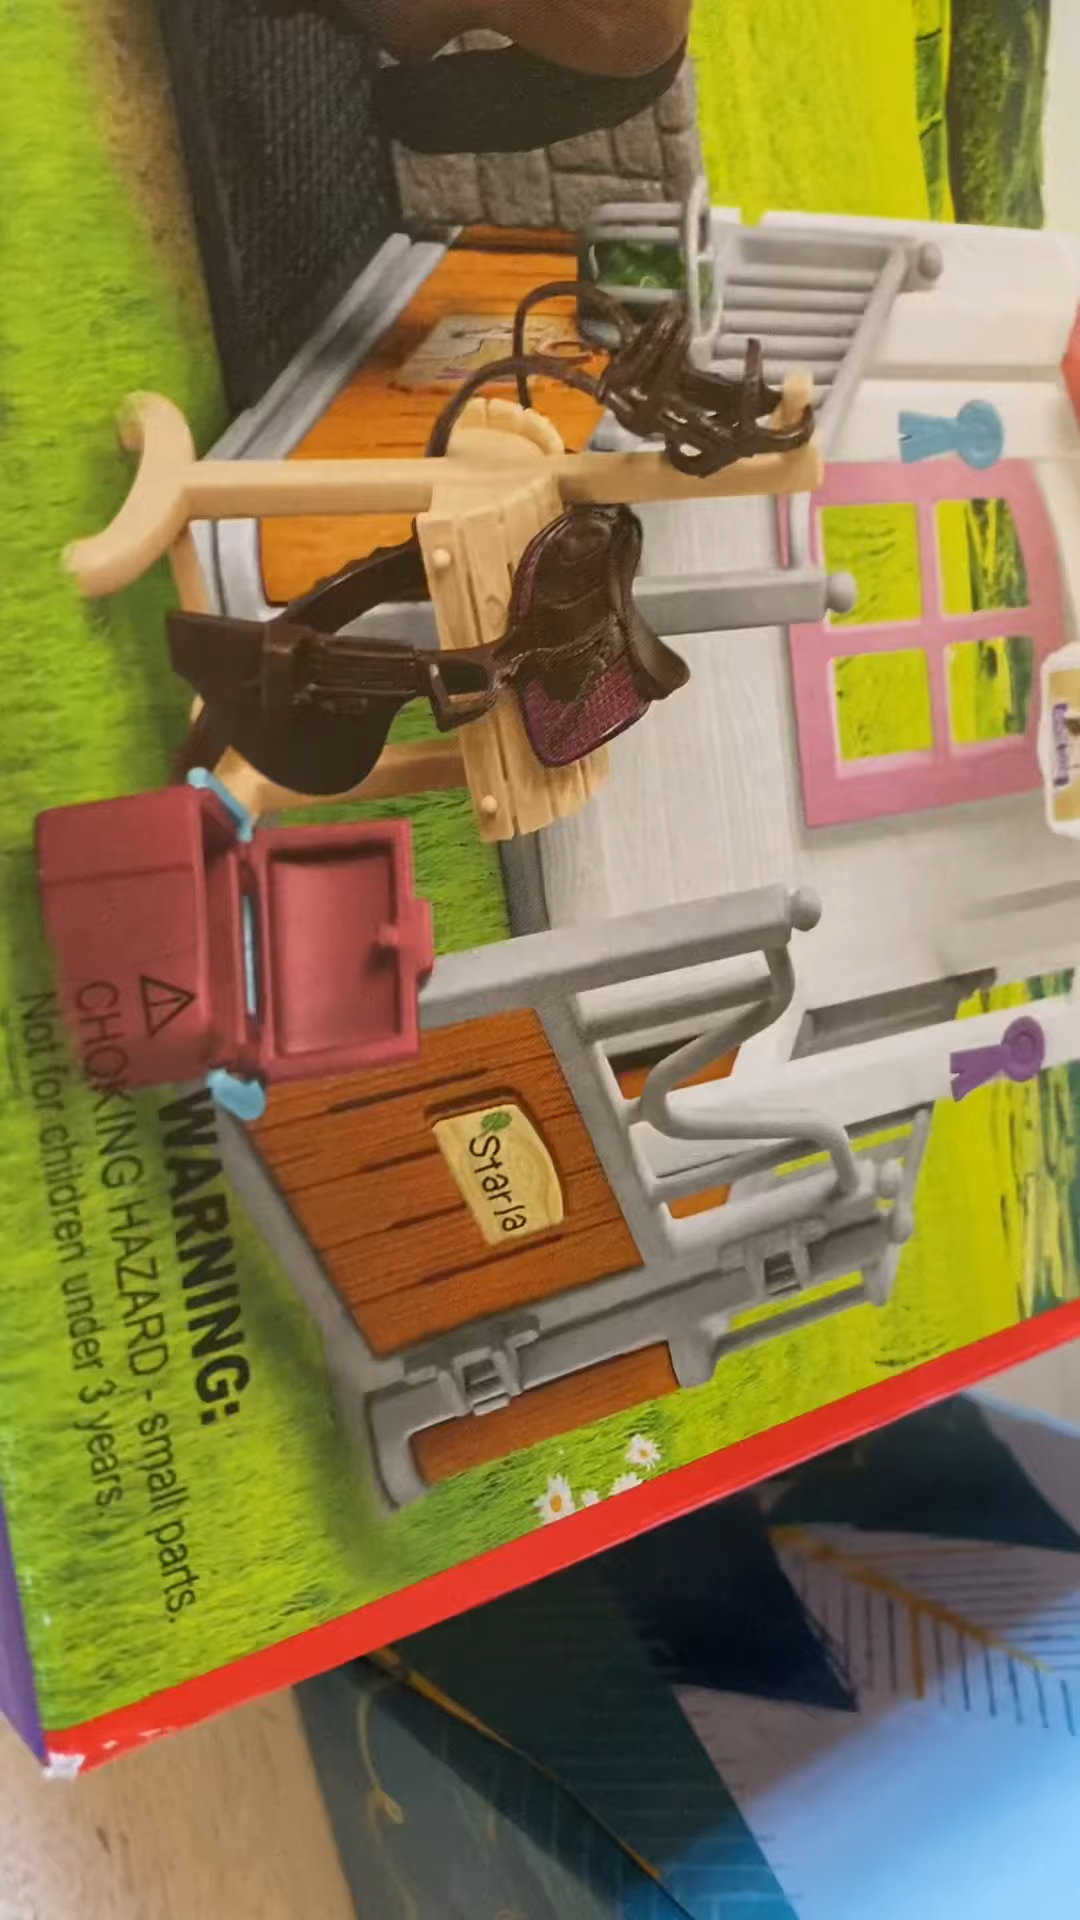 Starla
WARNING:
CHOKING HAZARD - small parts.
Not for children under 3 years.